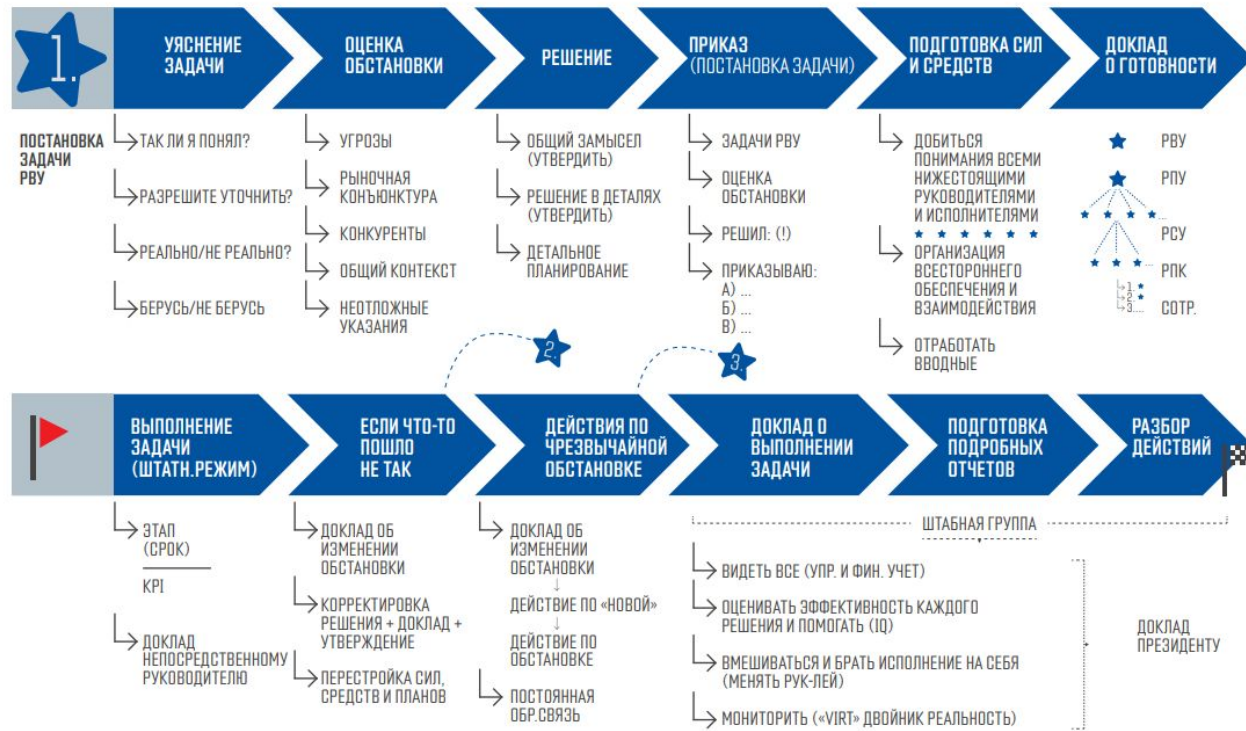 1.
ПОСТАНОВКА
ЗАДАЧИ
РВУ
УЯСНЕНИЕ
ЗАДАЧИ
ТАК ЛИ Я ПОНЯЛ?
РАЗРЕШИТЕ УТОЧНИТЬ?
РЕАЛЬНО/НЕ РЕАЛЬНО?
БЕРУСЬ/НЕ БЕРУСЬ
ОЦЕНКА
ОБСТАНОВКИ
УГРОЗЫ
РЫНОЧНАЯ
КОНЪЮНКТУРА
КОНКУРЕНТЫ
ОБЩИЙ КОНТЕКСТ
НЕОТЛОЖНЫЕ
УКАЗАНИЯ
РЕШЕНИЕ
ОБЩИЙ ЗАМЫСЕЛ
(УТВЕРДИТЬ)
РЕШЕНИЕ В ДЕТАЛЯХ
(УТВЕРДИТЬ)
ДЕТАЛЬНОЕ
ПЛАНИРОВАНИЕ
ПРИКАЗ
(ПОСТАНОВКА ЗАДАЧИ)
ЗАДАЧИ РВУ
ОЦЕНКА
ОБСТАНОВКИ
РЕШИЛ: (!)
ПРИКАЗЫВАЮ:
А) ...
Б) ...
В) ...
ПОДГОТОВКА СИЛ
И СРЕДСТВ
ДОБИТЬСЯ
ПОНИМАНИЯ ВСЕМИ
НИЖЕСТОЯЩИМИ
РУКОВОДИТЕЛЯМИ
И ИСПОЛНИТЕЛЯМИ
ОРГАНИЗАЦИЯ
ВСЕСТОРОННЕГО
ОБЕСПЕЧЕНИЯ И
ВЗАИМОДЕЙСТВИЯ
ОТРАБОТАТЬ
ВВОДНЫЕ
ДОКЛАД
О ГОТОВНОСТИ
РВУ
РПУ
РСУ
РПК
1.
2.
3....
СОТР.
2.
3.
ВЫПОЛНЕНИЕ
ЗАДАЧИ
(ШТАТН.РЕЖИМ)
ЭТАП
(СРОК)
KPI
ДОКЛАД
НЕПОСРЕДСТВЕННОМУ
РУКОВОДИТЕЛЮ
ЕСЛИ ЧТО-ТО
ПОШЛО
НЕ ТАК
ДОКЛАД ОБ
ИЗМЕНЕНИИ
ОБСТАНОВКИ
КОРРЕКТИРОВКА
РЕШЕНИЯ + ДОКЛАД +
УТВЕРЖДЕНИЕ
ПЕРЕСТРОЙКА СИЛ,
СРЕДСТВ И ПЛАНОВ
ДЕЙСТВИЯ ПО
ЧРЕЗВЫЧАЙНОЙ
ОБСТАНОВКЕ
ДОКЛАД ОБ
ИЗМЕНЕНИИ
ОБСТАНОВКИ
ДЕЙСТВИЕ ПО «НОВОЙ»
ДЕЙСТВИЕ ПО
ОБСТАНОВКЕ
ПОСТОЯННАЯ
ОБР.СВЯЗЬ
ДОКЛАД О
ВЫПОЛНЕНИИ
ЗАДАЧИ
ПОДГОТОВКА
ПОДРОБНЫХ
ОТЧЕТОВ
РАЗБОР
ДЕЙСТВИЙ
ШТАБНАЯ ГРУППА
ВИДЕТЬ ВСЕ (УПР. И ФИН. УЧЕТ)
ОЦЕНИВАТЬ ЭФФЕКТИВНОСТЬ КАЖДОГО
РЕШЕНИЯ И ПОМОГАТЬ (IQ)
ВМЕШИВАТЬСЯ И БРАТЬ ИСПОЛНЕНИЕ НА СЕБЯ
(МЕНЯТЬ РУК-ЛЕЙ)
МОНИТОРИТЬ («VIRT» ДВОЙНИК РЕАЛЬНОСТЬ)
ДОКЛАД
ПРЕЗИДЕНТУ